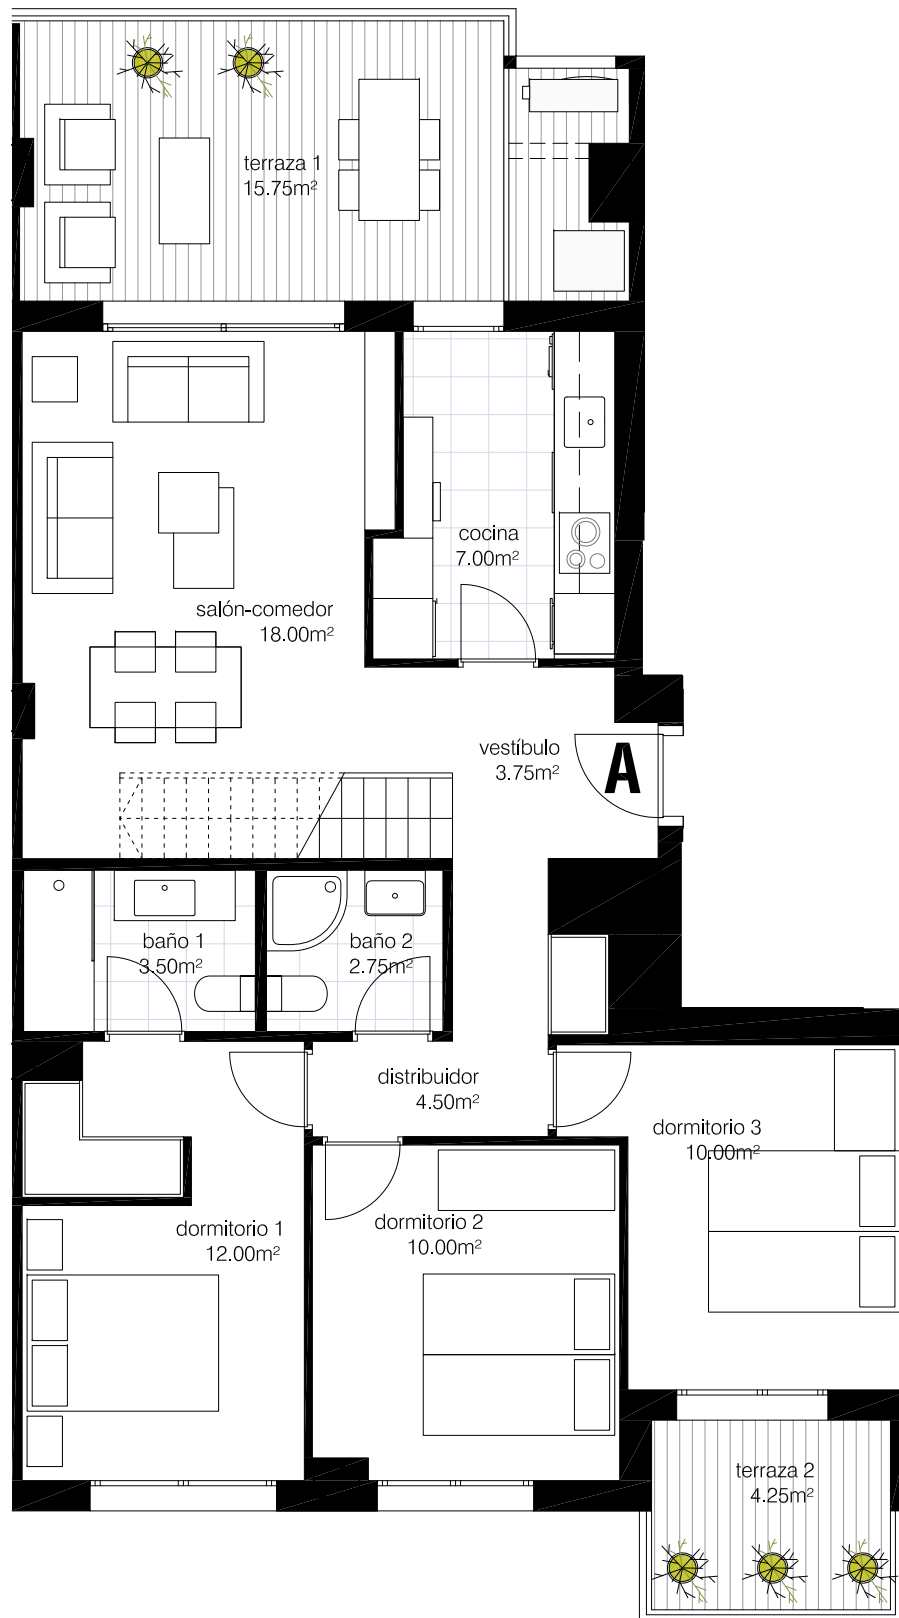 terraza 1
15.75m²
cocina
7.00m²
salón-comedor
18.00m²
vestíbulo
3.75m²
A
baño 1
3.50m²
baño 2
2.75m²
distribuidor
4.50m²
dormitorio 3
10.00m²
dormitorio 1
12.00m²
dormitorio 2
10.00m²
terraza 2
4.25m²